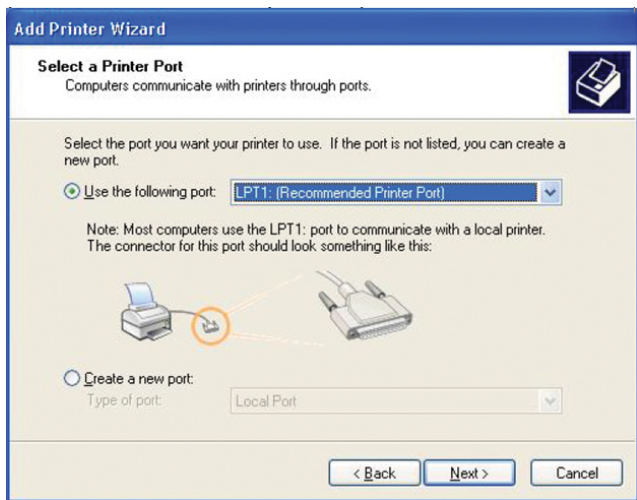 Add Printer Wizard
Select a Printer Port
Computers communicate with printers through ports.
Select the port you want your printer to use. If the port is not listed, you can create a
new port.
Use the following port: LPT1: (Recommended Printer Port)
Note: Most computers use the LPT1: port to communicate with a local printer.
The connector for this port should look something like this:
Create a new port:
Type of port: Local Port
< Back Next > Cancel